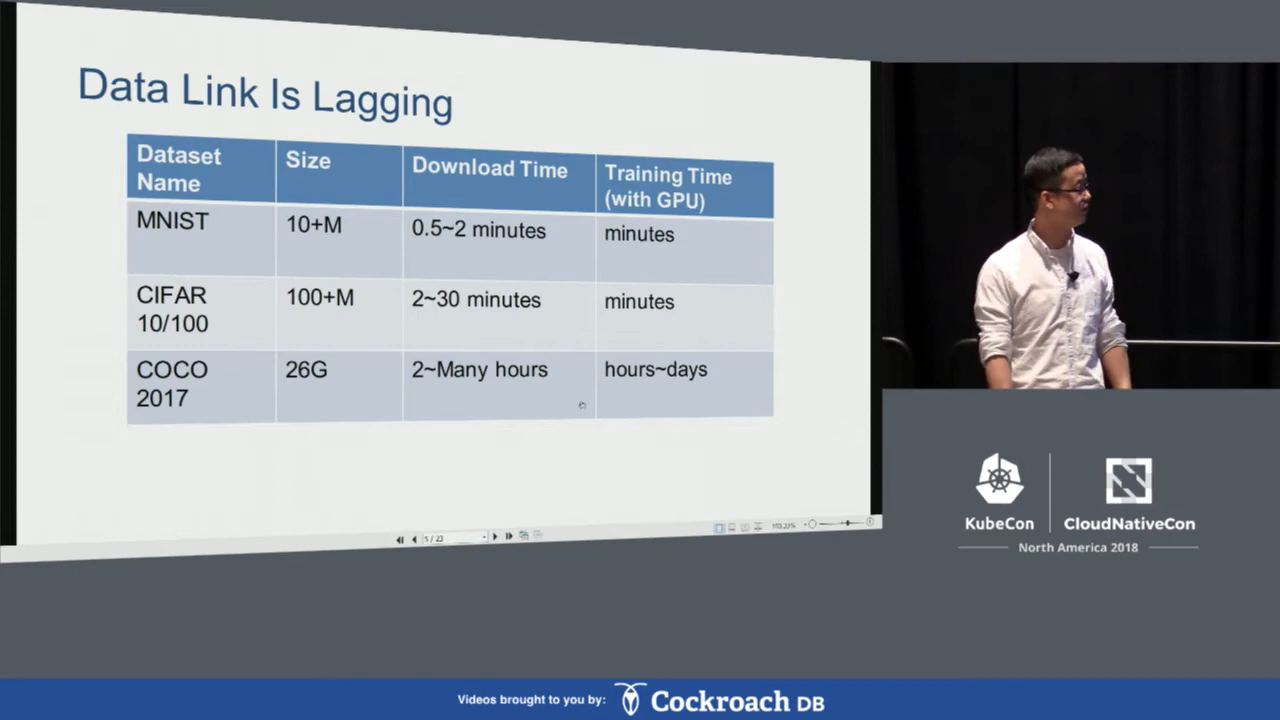 Data Link Is Lagging
Dataset Name
Size
Download Time
Training Time (with GPU)
MNIST
10+M
0.5~2 minutes
minutes
CIFAR 10/100
100+M
2~30 minutes
minutes
COCO 2017
26G
2~Many hours
hours~days
5 / 23
KubeCon
CloudNativeCon
North America 2018
Videos brought to you by:
Cockroach DB